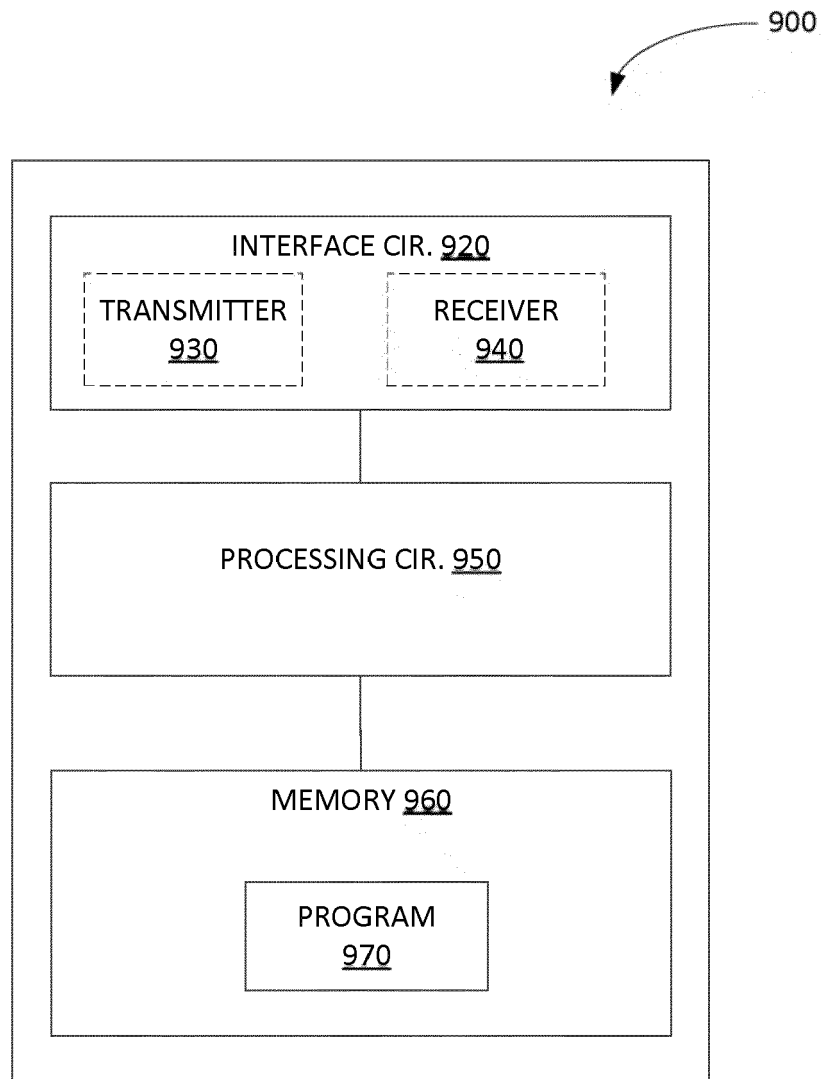 900
INTERFACE CIR. 920
TRANSMITTER
930
RECEIVER
940
PROCESSING CIR. 950
MEMORY 960
PROGRAM
970